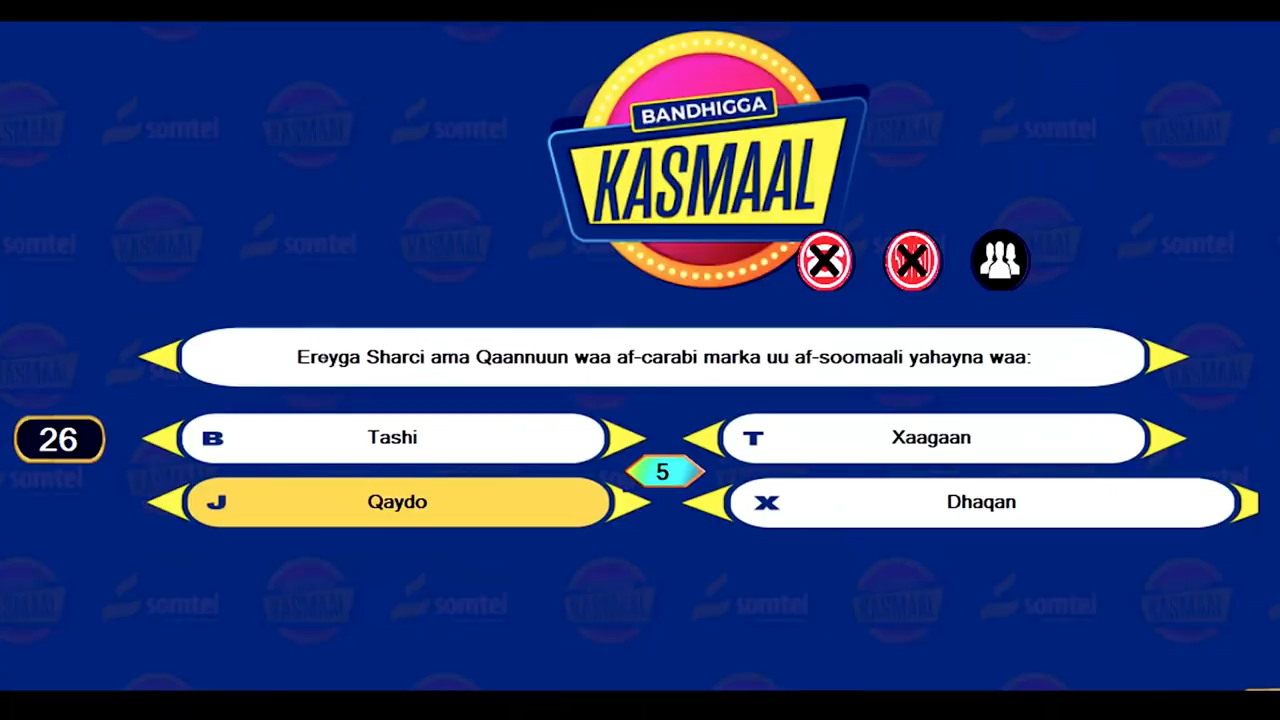 BANDHIGGA
KASMAAL
Ereyga Sharci ama Qaannuun waa af-carabi marka uu af-soomaali yahayna waa:
26
B Tashi
T Xaagaan
5
J Qaydo
X Dhaqan
somtel